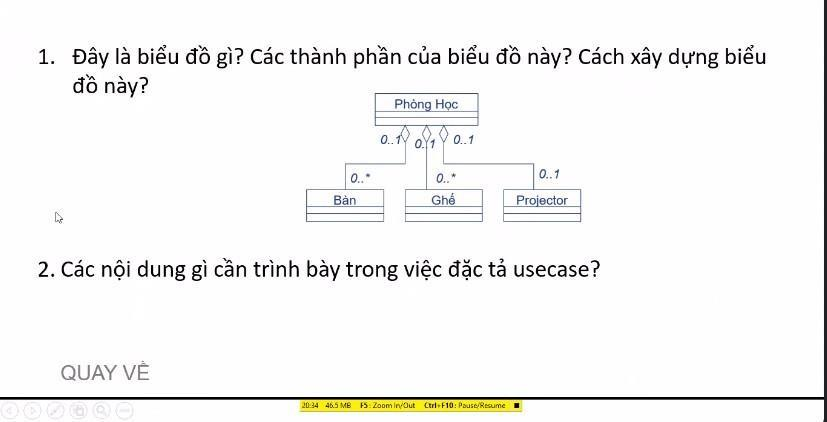 1. Đây là biểu đồ gì? Các thành phần của biểu đồ này? Cách xây dựng biểu
đồ này?
Phòng Học
0..1 0..1 0..1
0..* 0..* 0..1
Bàn Ghế Projector
2. Các nội dung gì cần trình bày trong việc đặc tả usecase?
QUAY VỀ
20:34 46.5 MB F5 : Zoom In/Out Ctrl+F10 : Pause/Resume